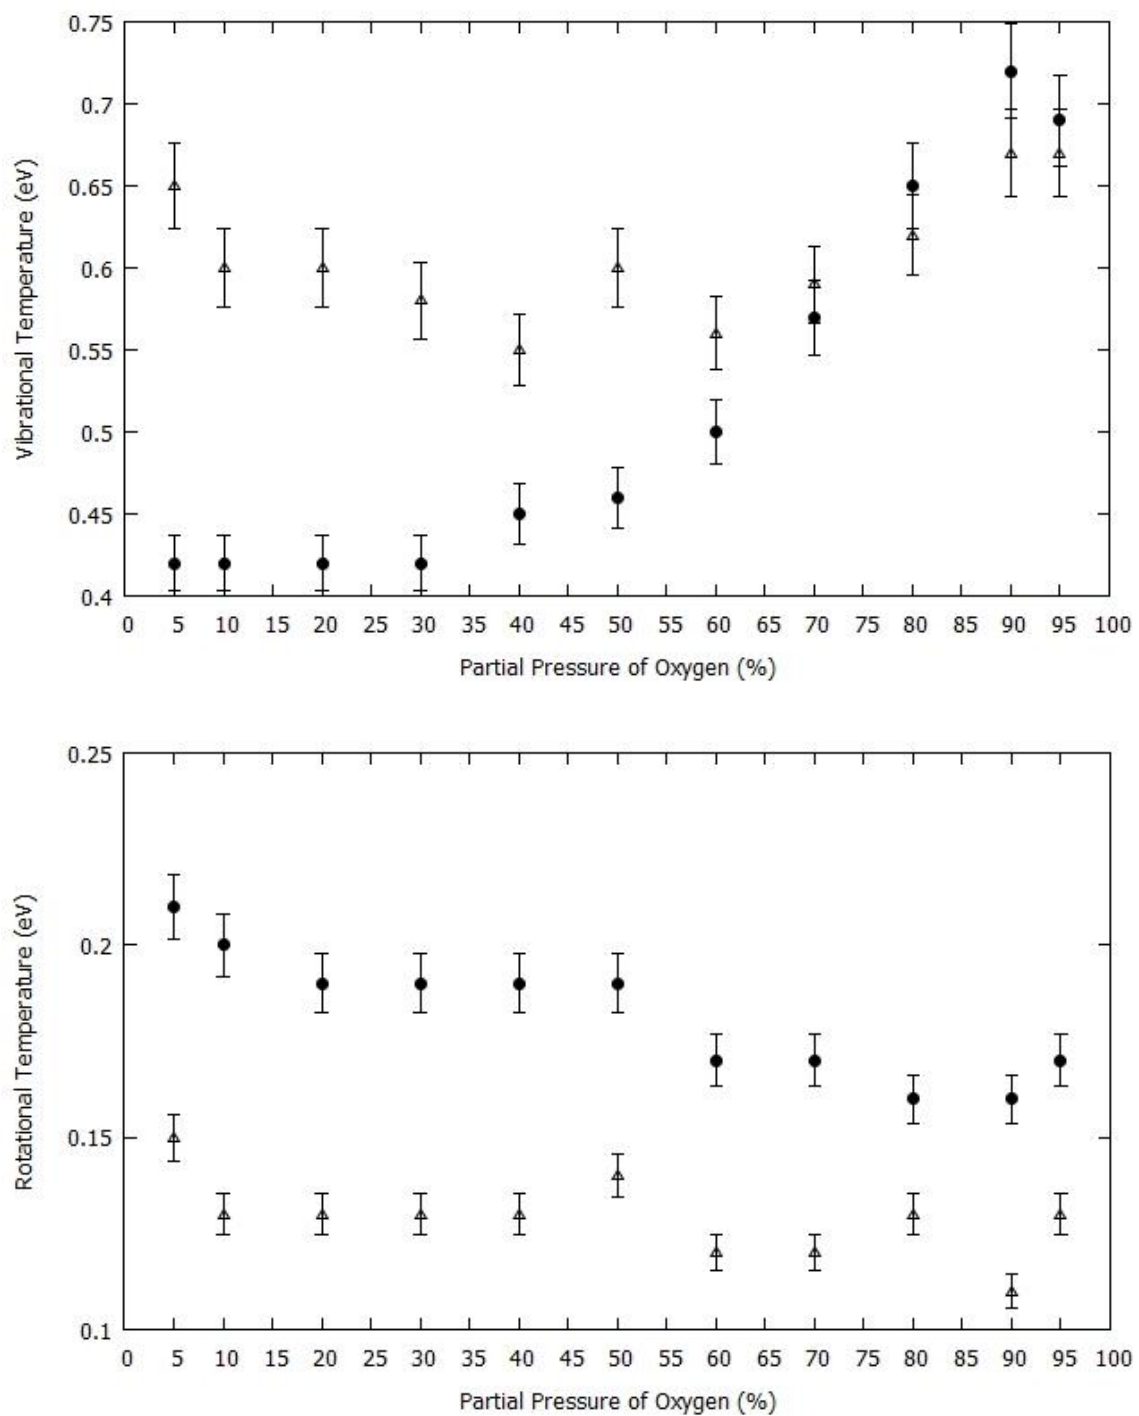 0.75
0.7
0.65
0.6
0.55
0.5
0.45
0.4
Vibrational Temperature (eV)
0 5 10 15 20 25 30 35 40 45 50 55 60 65 70 75 80 85 90 95 100
Partial Pressure of Oxygen (%)
0.25
0.2
0.15
0.1
Rotational Temperature (eV)
0 5 10 15 20 25 30 35 40 45 50 55 60 65 70 75 80 85 90 95 100
Partial Pressure of Oxygen (%)